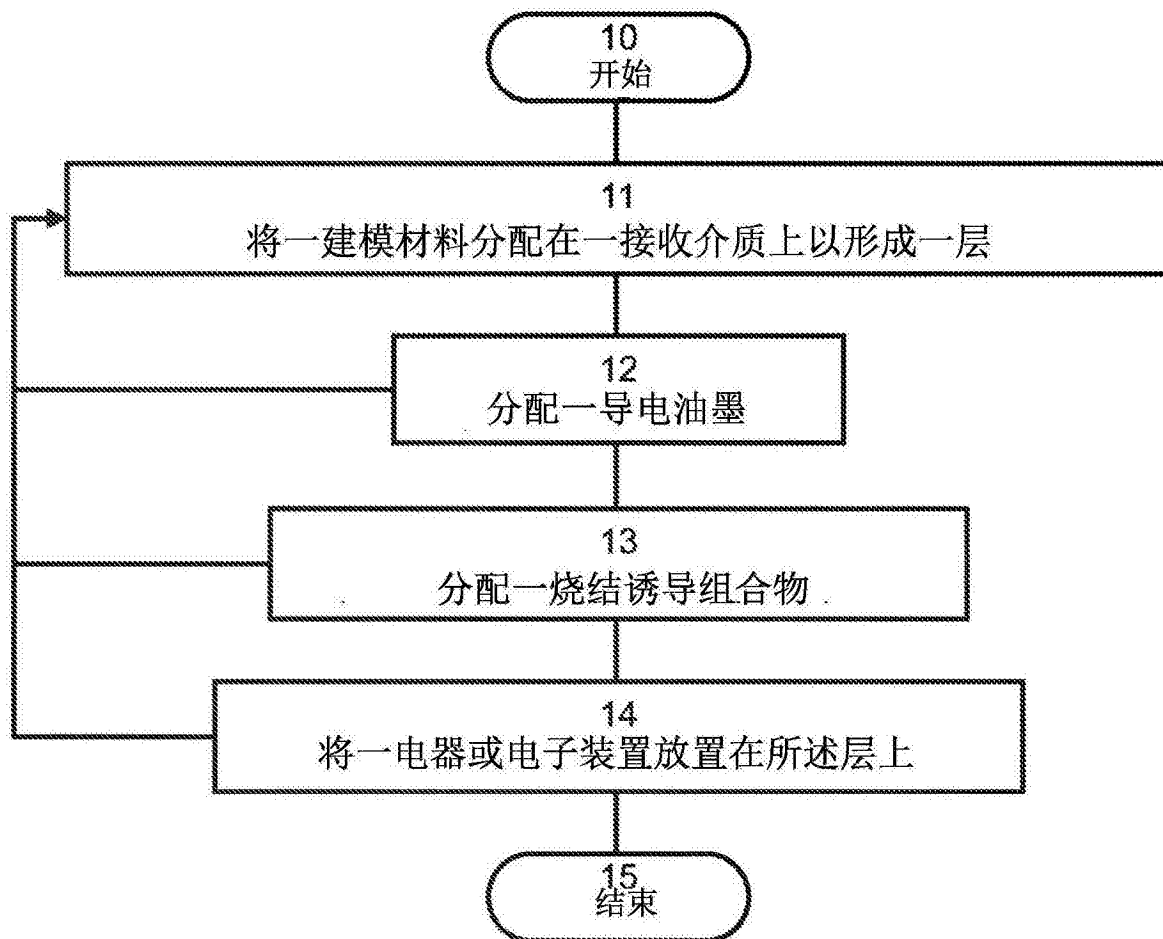 10
开始
11
将一建模材料分配在一接收介质上以形成一层
12
分配一导电油墨
13
分配一烧结诱导组合物
14
将一电器或电子装置放置在所述层上
15
结束